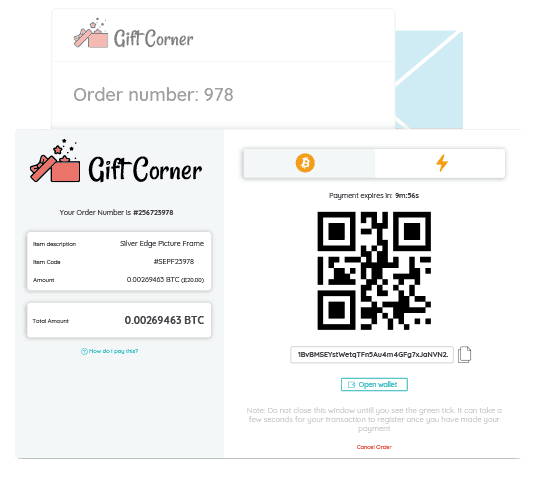 Gift Corner
Order number: 978
Gift Corner
Your Order Number is #256723978
Item description Silver Edge Picture Frame
Item Code #SEPF23978
Amount 0.00269463 BTC (£20.00)
Total Amount 0.00269463 BTC
How do i pay this?
Payment expires in: 9m:56s
1BvBMSEYstWetqTFn5Au4m4GFg7xJaNVN2.
Open wallet
Note: Do not close this window untill you see the green tick. It can take a
few seconds for your transaction to register once you have made your
payment
Cancel Order